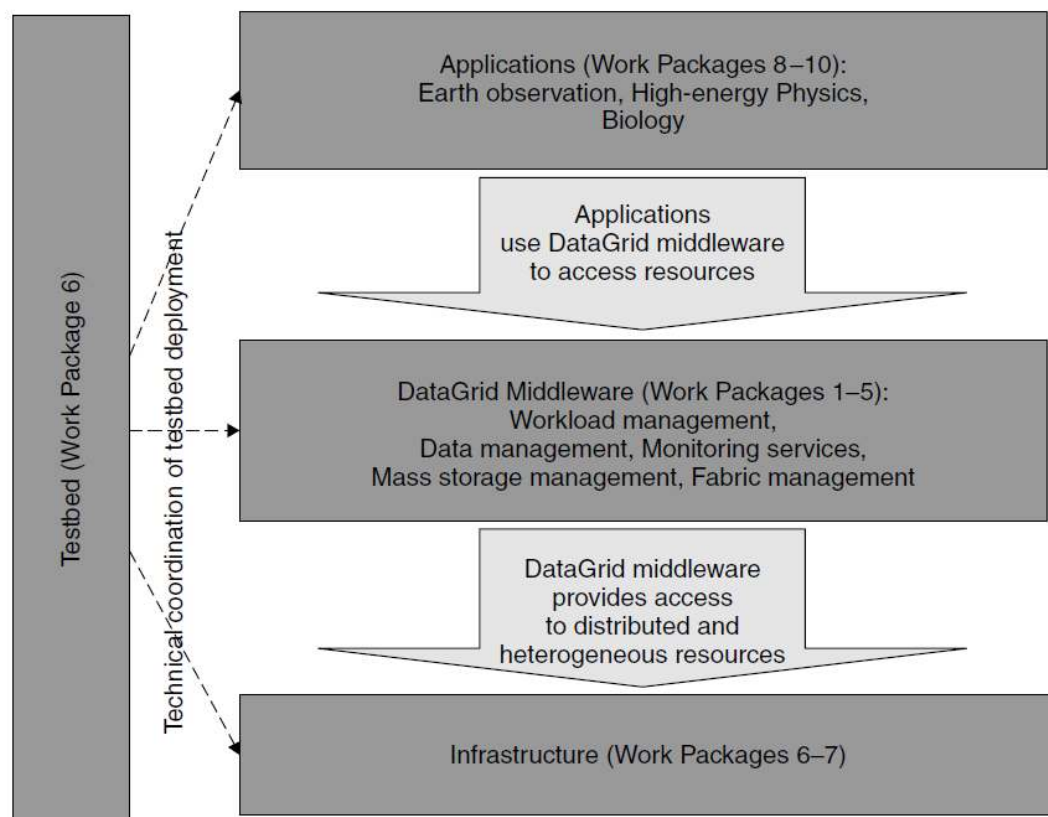 Testbed (Work Package 6)
Technical coordination of testbed deployment
Applications (Work Packages 8–10):
Earth observation, High-energy Physics,
Biology
Applications
use DataGrid middleware
to access resources
DataGrid Middleware (Work Packages 1–5):
Workload management,
Data management, Monitoring services,
Mass storage management, Fabric management
DataGrid middleware
provides access
to distributed and
heterogeneous resources
Infrastructure (Work Packages 6–7)